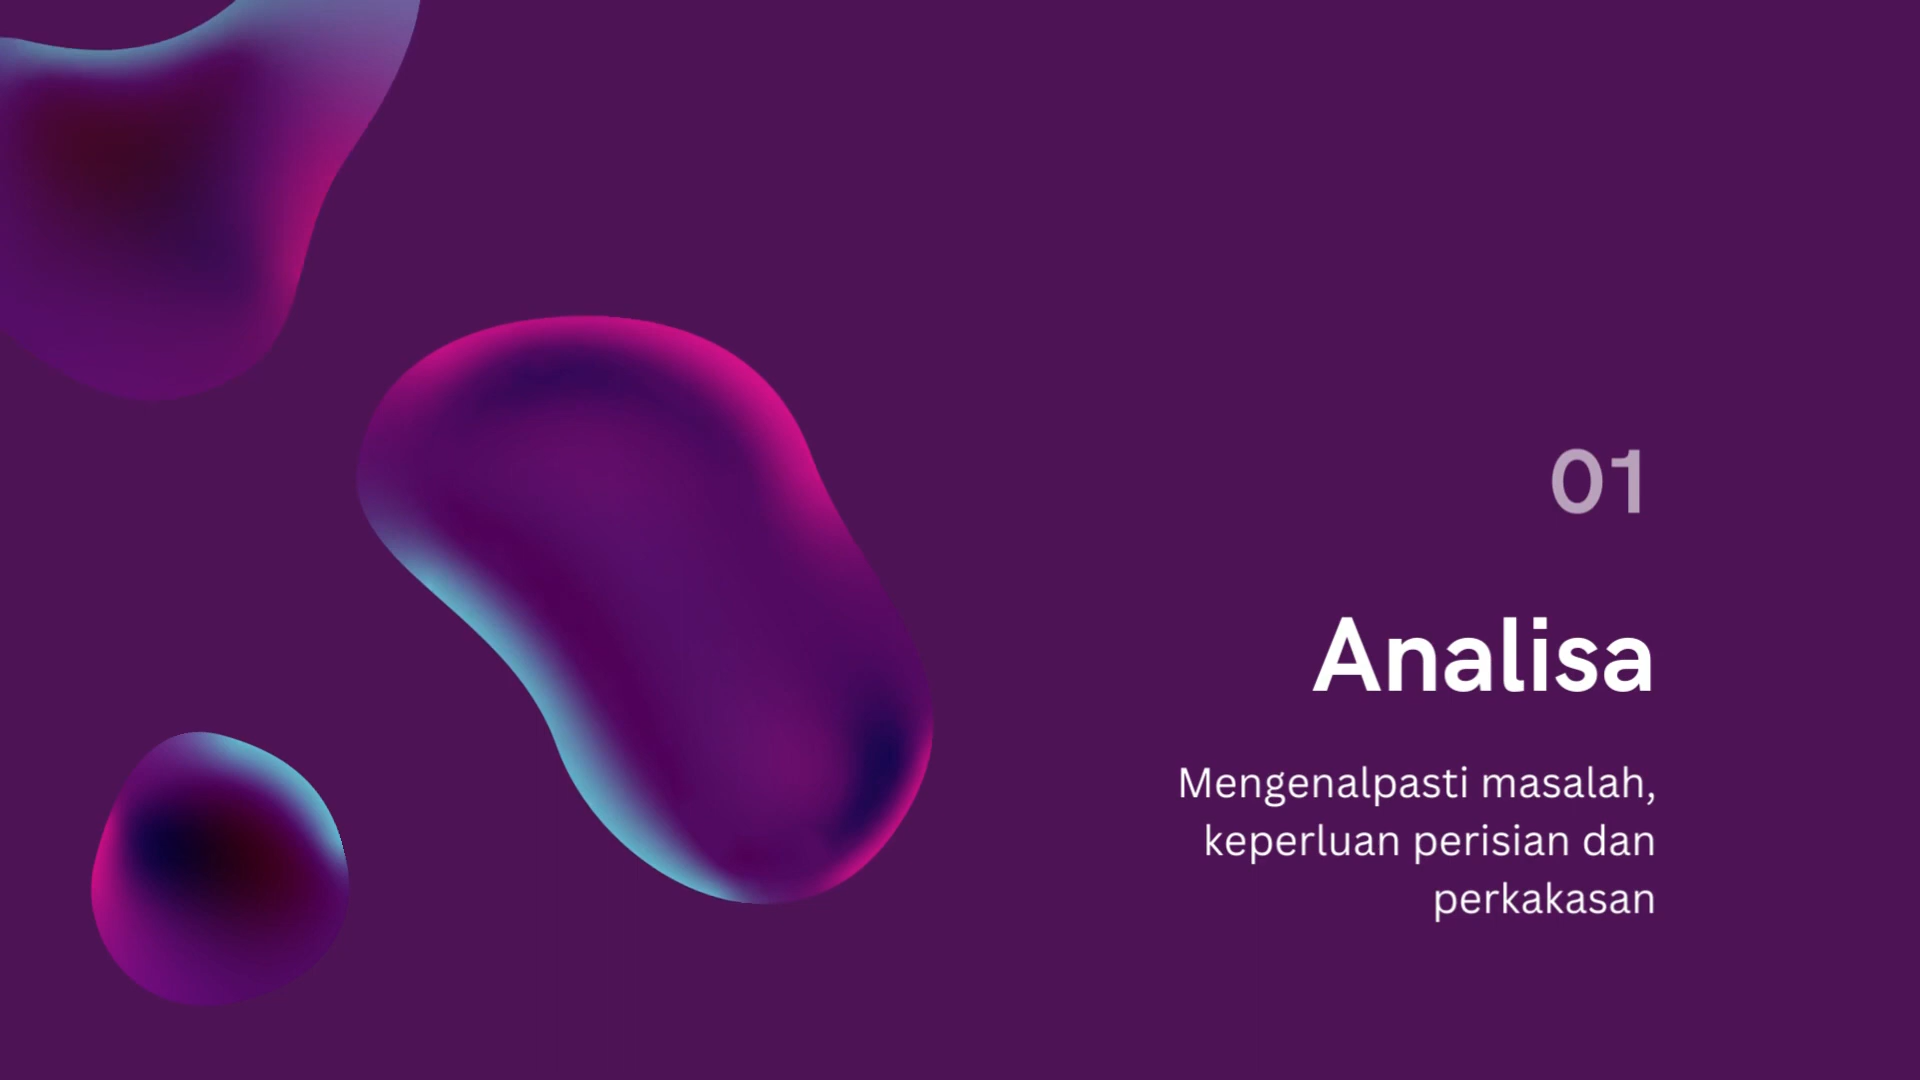 01
Analisa
Mengenalpasti masalah,
keperluan perisian dan
perkakasan